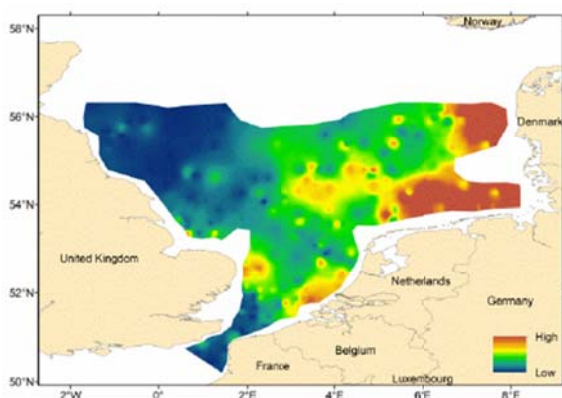 58°N
Norway
Denmark
56°N
54°N
United Kingdom
52°N
Netherlands
Germany
High
Belgium
France
Low
Luxembourg
50°N
2°W
0°
2°E
4°E
6°E
8°E